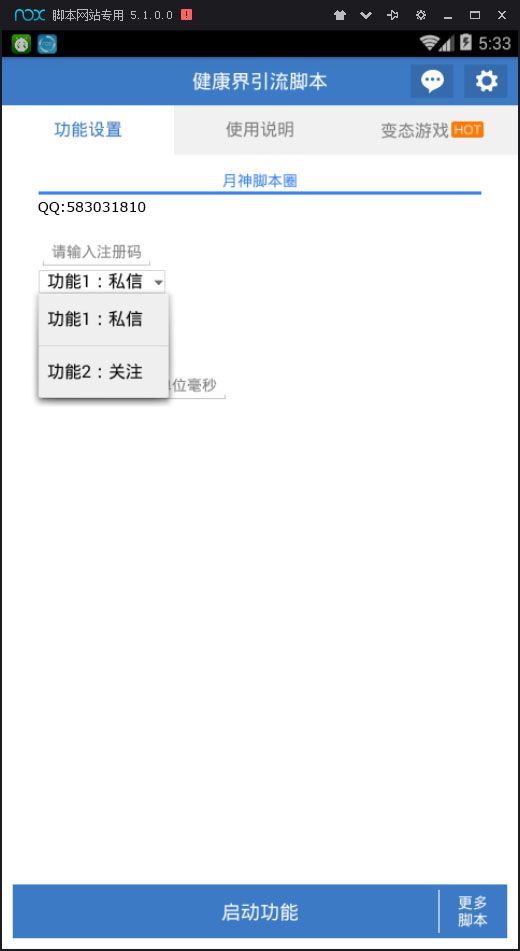 nox 脚本网站专用 5.1.0.0
5:33
健康界引流脚本
功能设置 使用说明 变态游戏 HOT
月神脚本圈
QQ:583031810
请输入注册码
功能1：私信
功能1：私信
功能2：关注
位毫秒
启动功能
更多
脚本